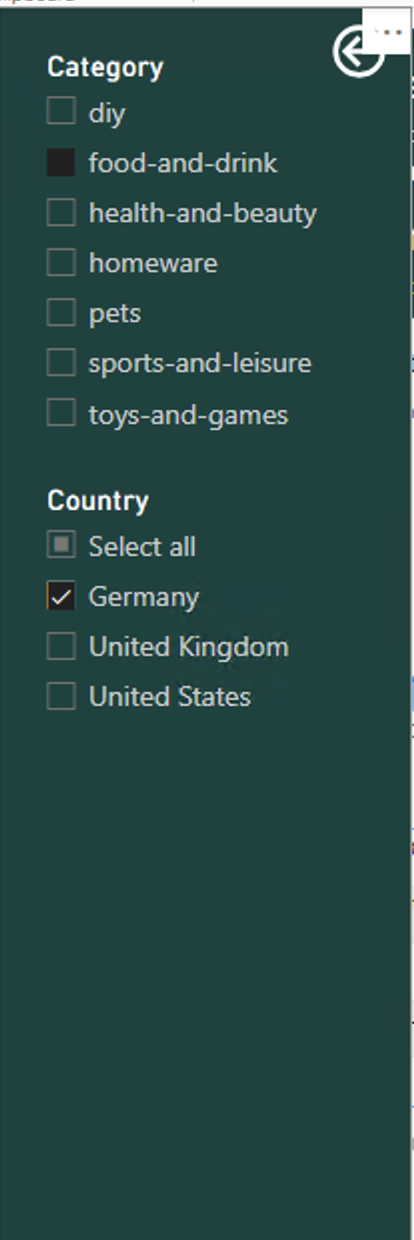 Category
diy
food-and-drink
health-and-beauty
homeware
pets
sports-and-leisure
toys-and-games
Country
Select all
Germany
United Kingdom
United States